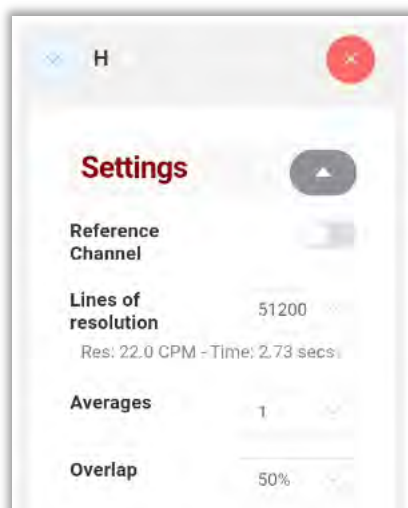 H
Settings
Reference
Channel
Lines of
resolution
51200
Res: 22.0 CPM - Time: 2.73 secs.
Averages
1
Overlap
50%